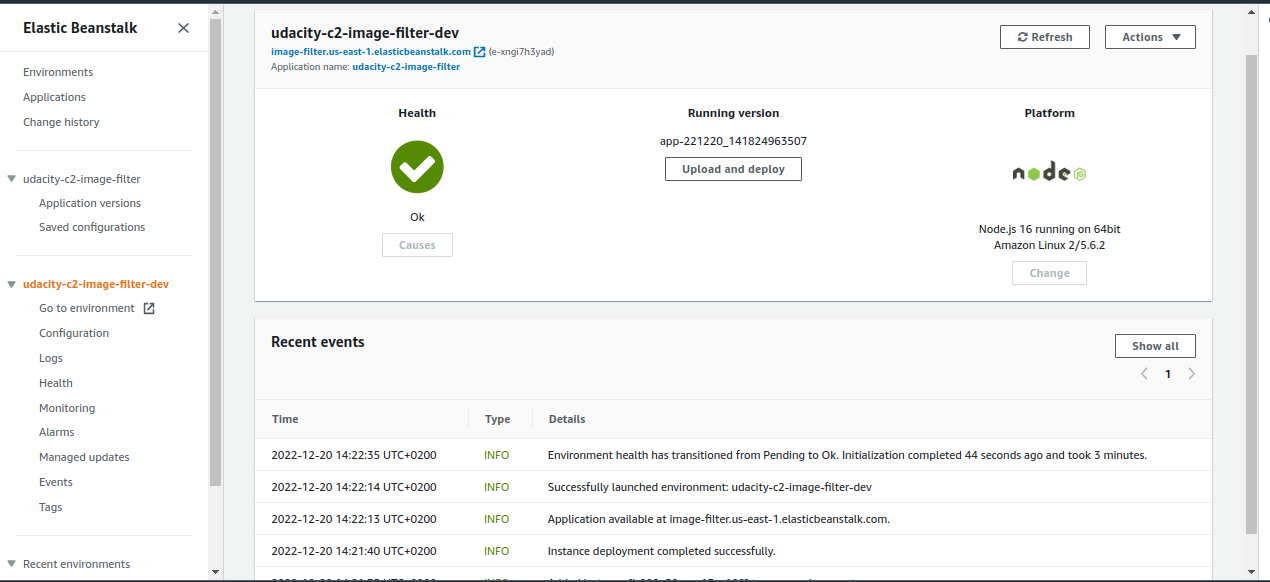 Elastic Beanstalk
Environments
Applications
Change history
udacity-c2-image-filter
Application versions
Saved configurations
udacity-c2-image-filter-dev
Go to environment
Configuration
Logs
Health
Monitoring
Alarms
Managed updates
Events
Tags
Recent environments
udacity-c2-image-filter-dev
image-filter.us-east-1.elasticbeanstalk.com (e-xngi7h3yad)
Application name: udacity-c2-image-filter
Refresh
Actions
Health
Ok
Causes
Running version
app-221220_141824963507
Upload and deploy
Platform
node
JS
Node.js 16 running on 64bit
Amazon Linux 2/5.6.2
Change
Recent events
Show all
1
Time Type Details
2022-12-20 14:22:35 UTC+0200 INFO Environment health has transitioned from Pending to Ok. Initialization completed 44 seconds ago and took 3 minutes.
2022-12-20 14:22:14 UTC+0200 INFO Successfully launched environment: udacity-c2-image-filter-dev
2022-12-20 14:22:13 UTC+0200 INFO Application available at image-filter.us-east-1.elasticbeanstalk.com.
2022-12-20 14:21:40 UTC+0200 INFO Instance deployment completed successfully.